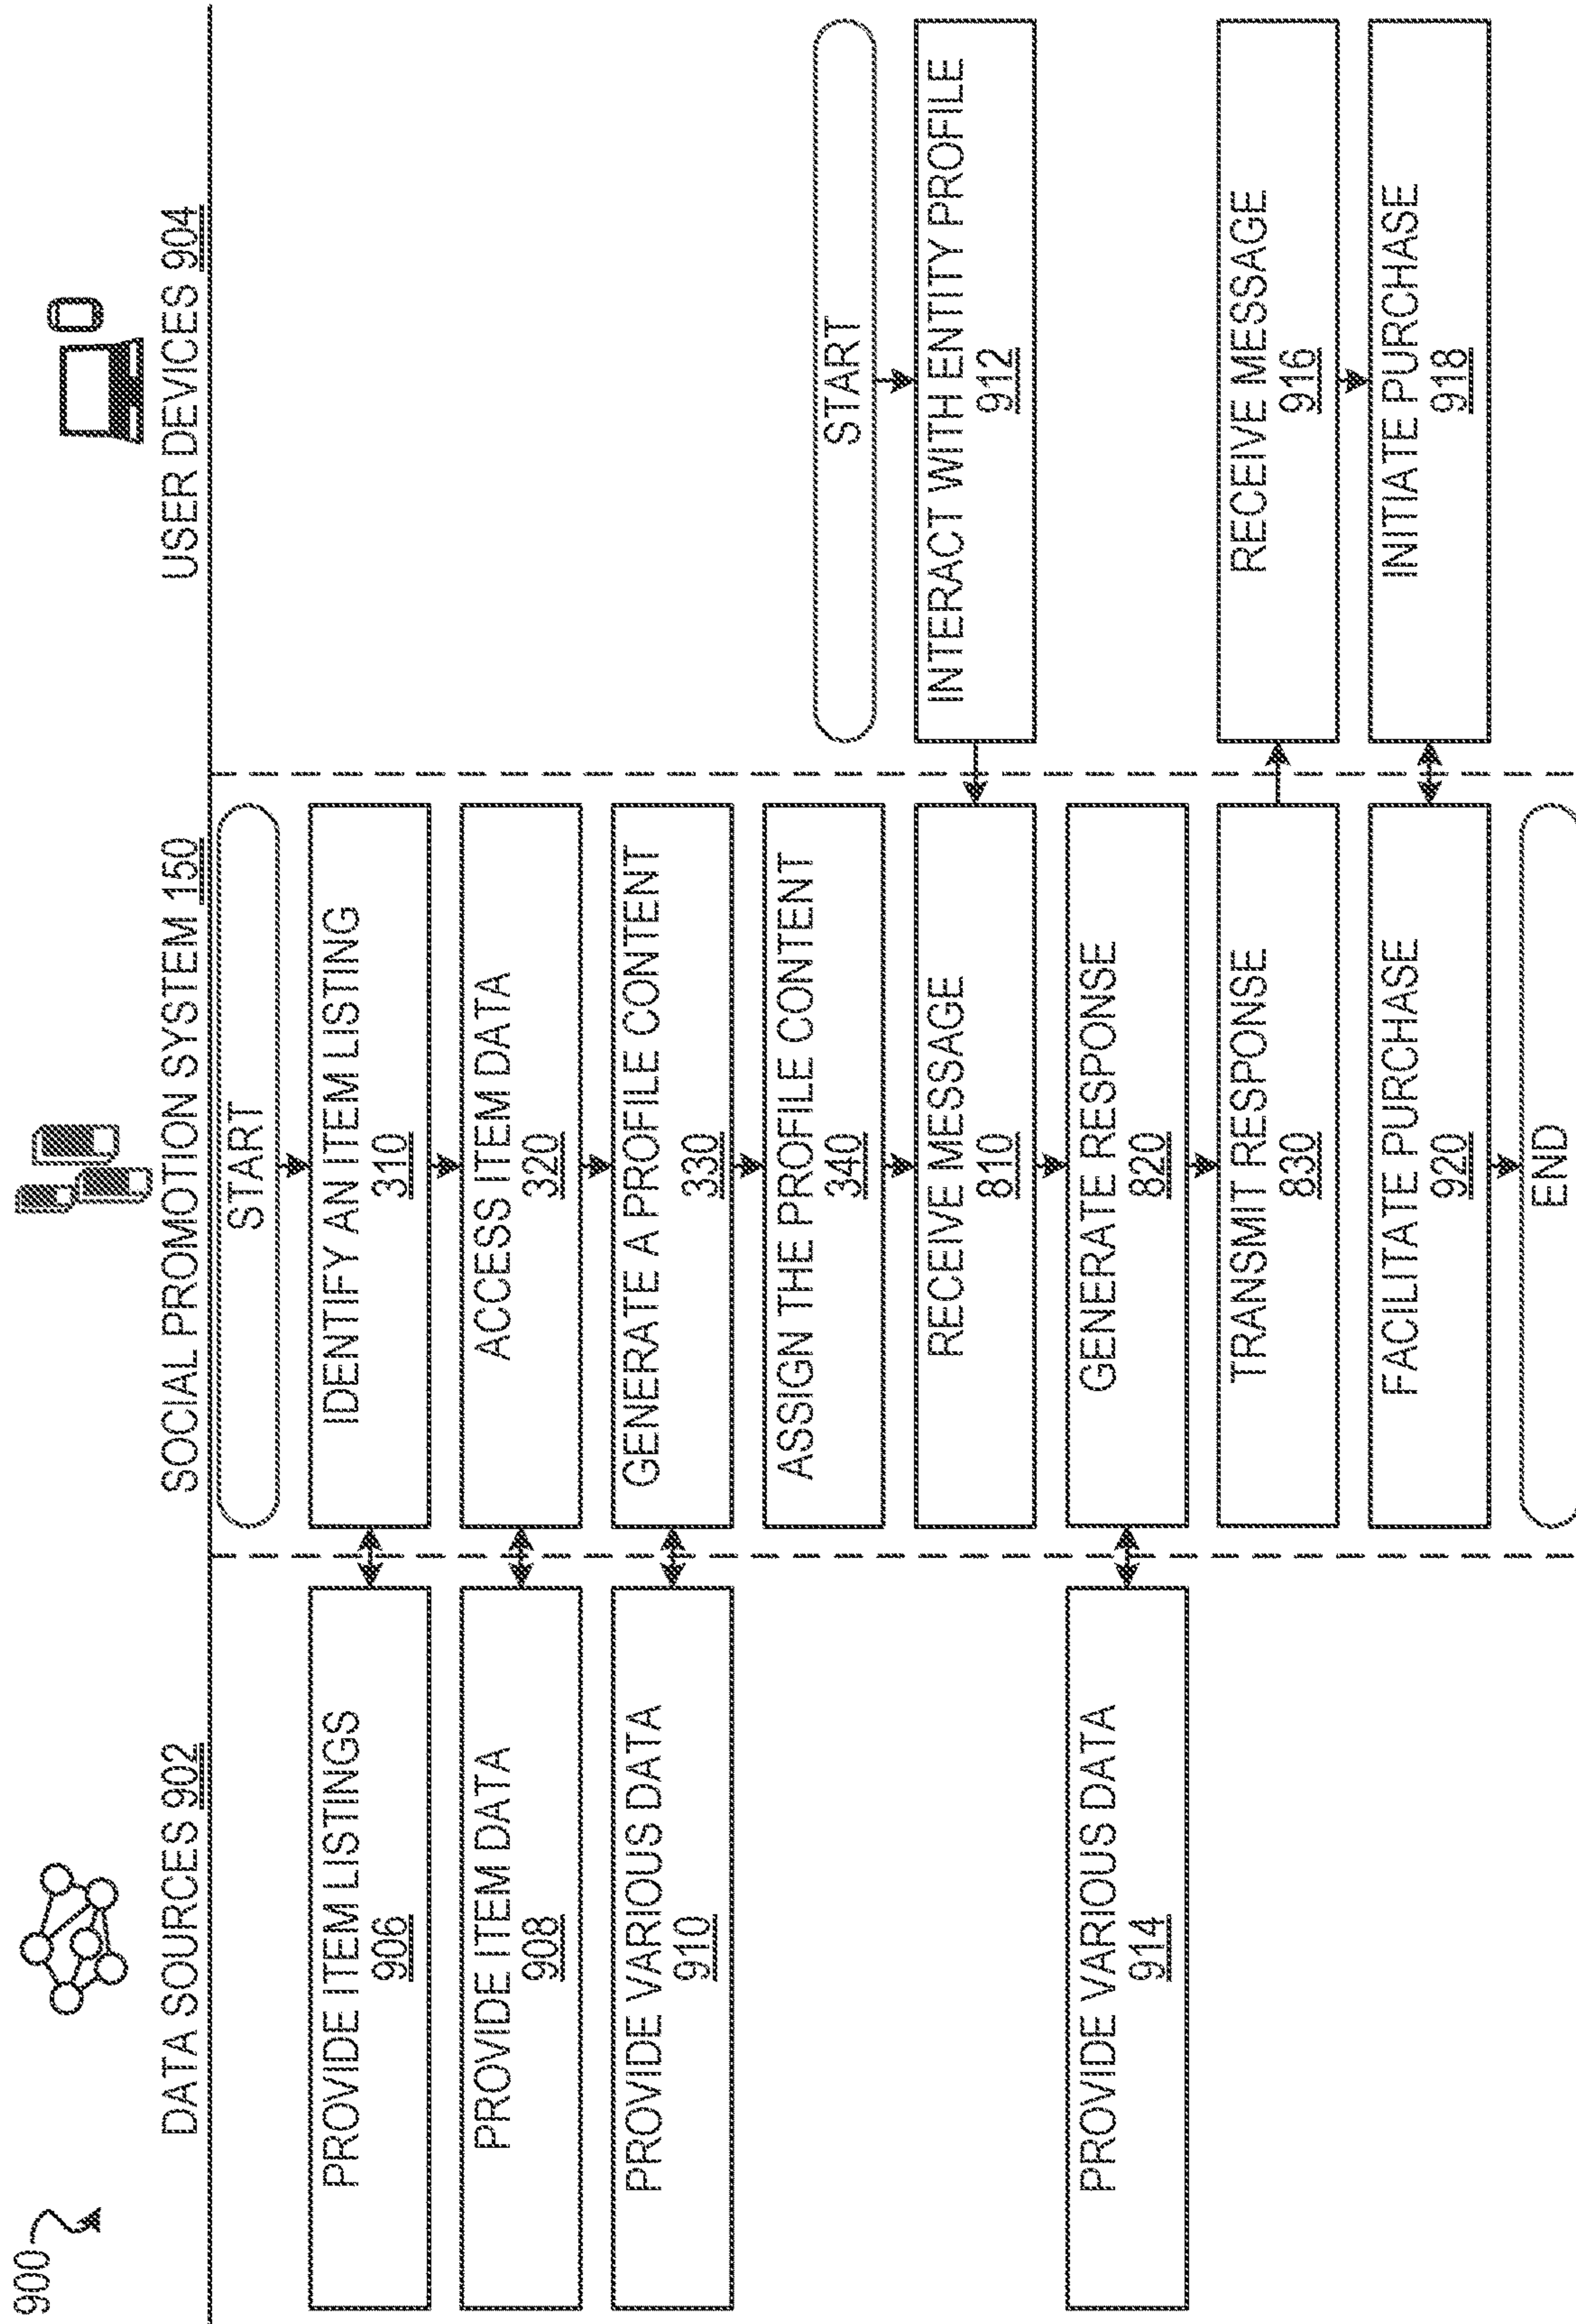 900
DATA SOURCES 902
SOCIAL PROMOTION SYSTEM 150
USER DEVICES 904
START
PROVIDE ITEM LISTINGS
906
IDENTIFY AN ITEM LISTING
310
PROVIDE ITEM DATA
908
ACCESS ITEM DATA
320
PROVIDE VARIOUS DATA
910
GENERATE A PROFILE CONTENT
330
ASSIGN THE PROFILE CONTENT
340
START
RECEIVE MESSAGE
810
INTERACT WITH ENTITY PROFILE
912
PROVIDE VARIOUS DATA
914
GENERATE RESPONSE
820
TRANSMIT RESPONSE
830
RECEIVE MESSAGE
916
FACILITATE PURCHASE
920
INITIATE PURCHASE
918
END